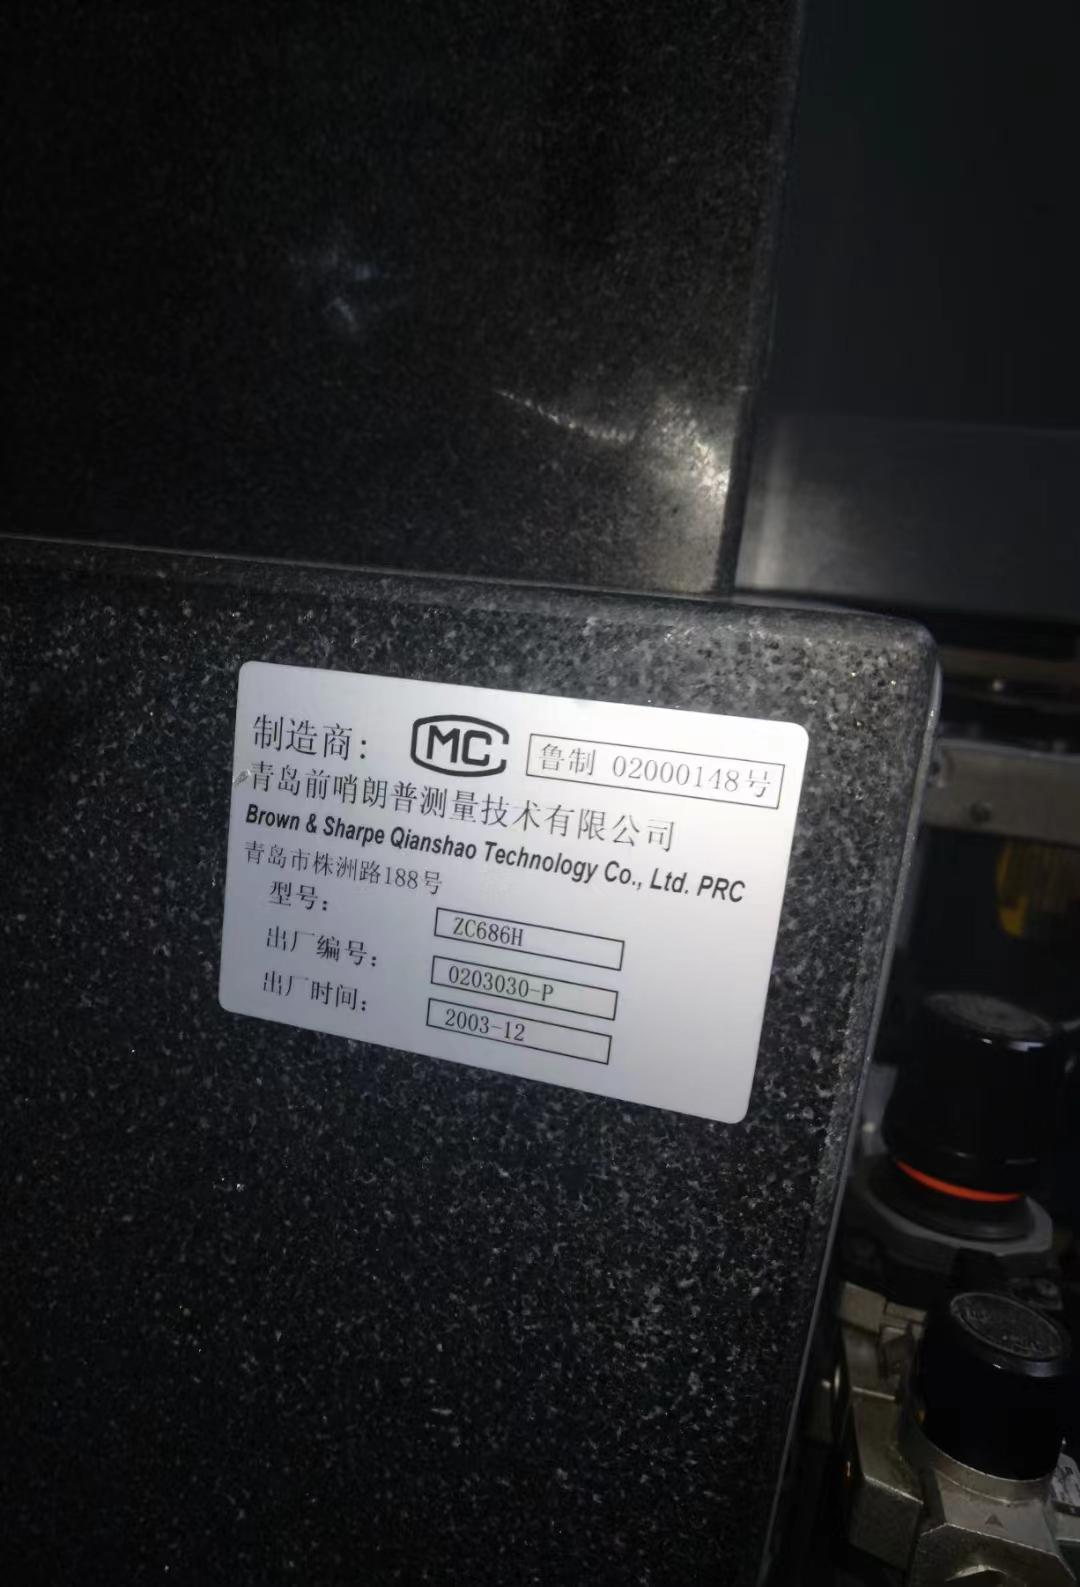 制造商: MC 鲁制 02000148号
青岛前哨朗普测量技术有限公司
Brown & Sharpe Qianshao Technology Co., Ltd. PRC
青岛市株洲路188号
型号: ZC686H
出厂编号: 0203030-P
出厂时间: 2003-12